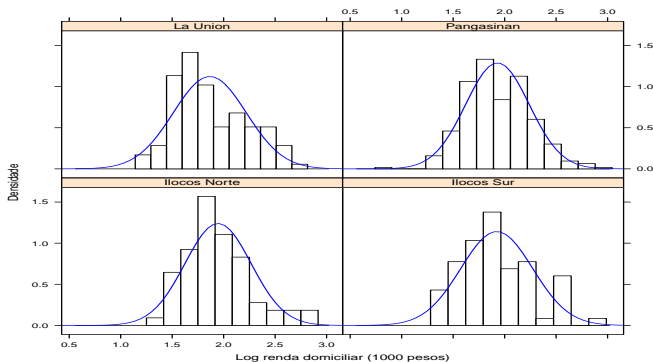 0.5 1.0 1.5 2.0 2.5 3.0
La Union
Pangasinan
1.5
1.0
0.5
0.0
Densidade
Ilocos Norte
Ilocos Sur
1.5
1.0
0.5
0.0
0.5 1.0 1.5 2.0 2.5 3.0
Log renda domiciliar (1000 pesos)